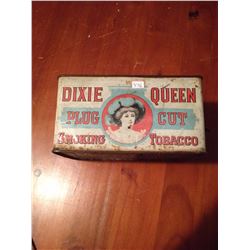 DIXIE QUEEN
PLUG CUT
SMOKING TOBACCO